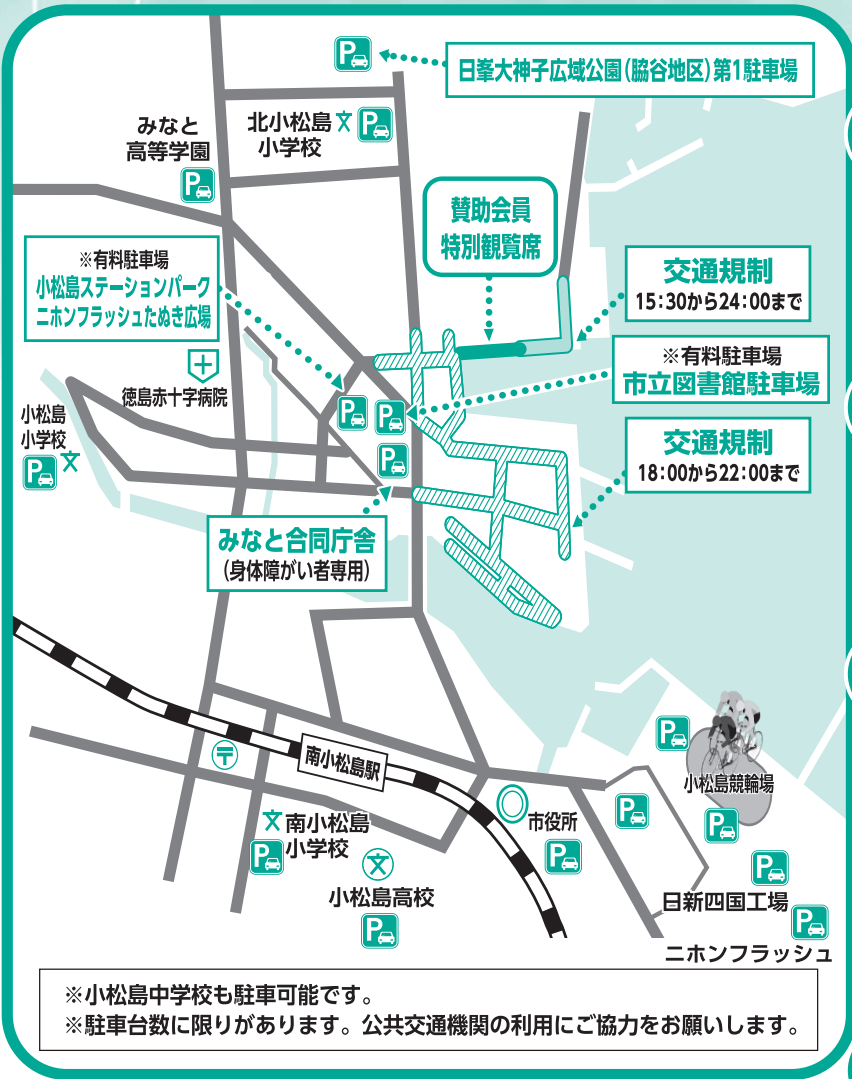 P
日峯大神子広域公園(脇谷地区)第1駐車場
みなと
高等学園
P
北小松島
小学校
文
P
賛助会員
特別観覧席
※有料駐車場
小松島ステーションパーク
ニホンフラッシュたぬき広場
交通規制
15:30から24:00まで
※有料駐車場
市立図書館駐車場
徳島赤十字病院
小松島
小学校
P
文
P
P
P
交通規制
18:00から22:00まで
みなと合同庁舎
(身体障がい者専用)
〒
南小松島駅
P
小松島競輪場
P
P
市役所
P
文
南小松島
小学校
P
文
小松島高校
P
P
日新四国工場
P
ニホンフラッシュ
※小松島中学校も駐車可能です。
※駐車台数に限りがあります。公共交通機関の利用にご協力をお願いします。